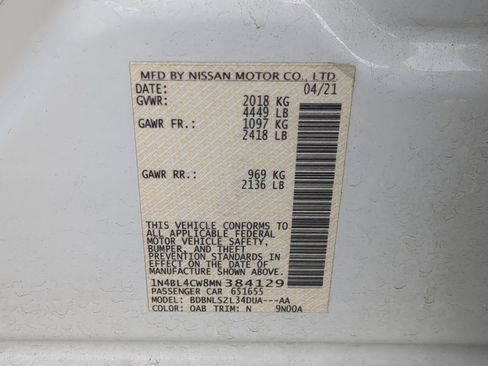 MFD BY NISSAN MOTOR CO., LTD.
DATE: 04/21
GVWR: 2018 KG
4449 LB
GAWR FR.: 1097 KG
2418 LB
GAWR RR.: 969 KG
2136 LB
THIS VEHICLE CONFORMS TO
ALL APPLICABLE FEDERAL
MOTOR VEHICLE SAFETY,
BUMPER, AND THEFT
PREVENTION STANDARDS
IN EFFECT ON THE DATE OF
MANUFACTURE SHOWN ABOVE.
1N4BL4CW8MN384129
PASSENGER CAR 651655
MODEL: BDBNLSZL34DUA---AA
COLOR: QAB TRIM: N 9N00A